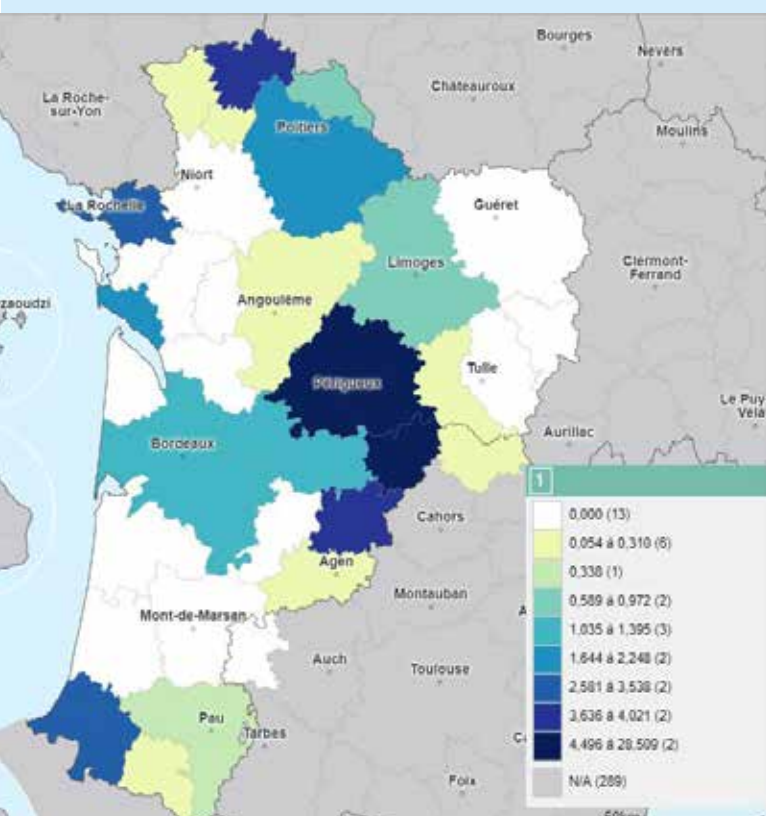 Bourges
Nevers
Châteauroux
La Roche-
sur-Yon
Poitiers
Moulins
Niort
La Rochelle
Guéret
Limoges
Clermont-
Ferrand
zaoudzi
Angoulême
Périgueux
Tulle
Le Puy
Aurillac
Bordeaux
1
Cahors
0,000 (13)
0,054 à 0,310 (6)
0,338 (1)
0,589 à 0,972 (2)
1,035 à 1,395 (3)
1,644 à 2,248 (2)
2,581 à 3,538 (2)
3,636 à 4,021 (2)
4,496 à 28,509 (2)
N/A (289)
Agen
Montauban
Mont-de-Marsan
Auch
Toulouse
Pau
Tarbes
Foix